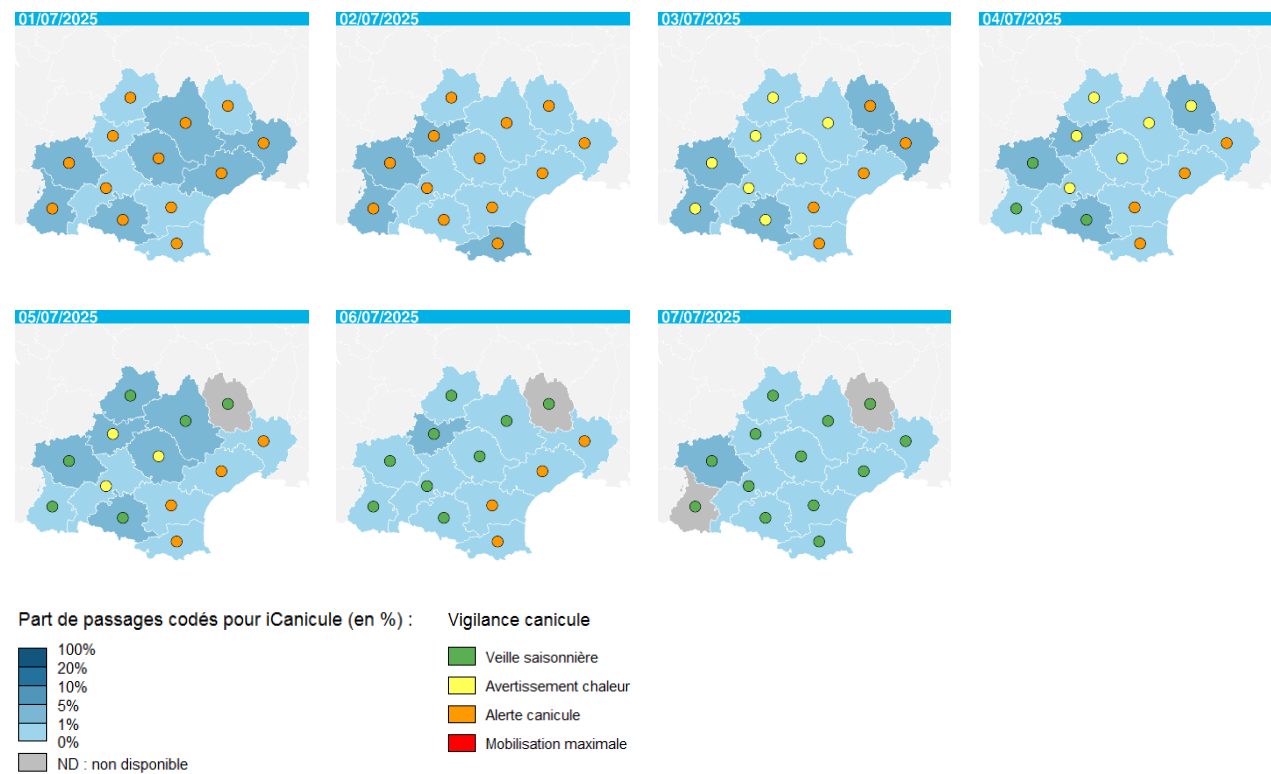 01/07/2025
02/07/2025
03/07/2025
04/07/2025
05/07/2025
06/07/2025
07/07/2025
Part de passages codés pour iCanicule (en %) :
100%
20%
10%
5%
1%
0%
ND : non disponible
Vigilance canicule
Veille saisonnière
Avertissement chaleur
Alerte canicule
Mobilisation maximale